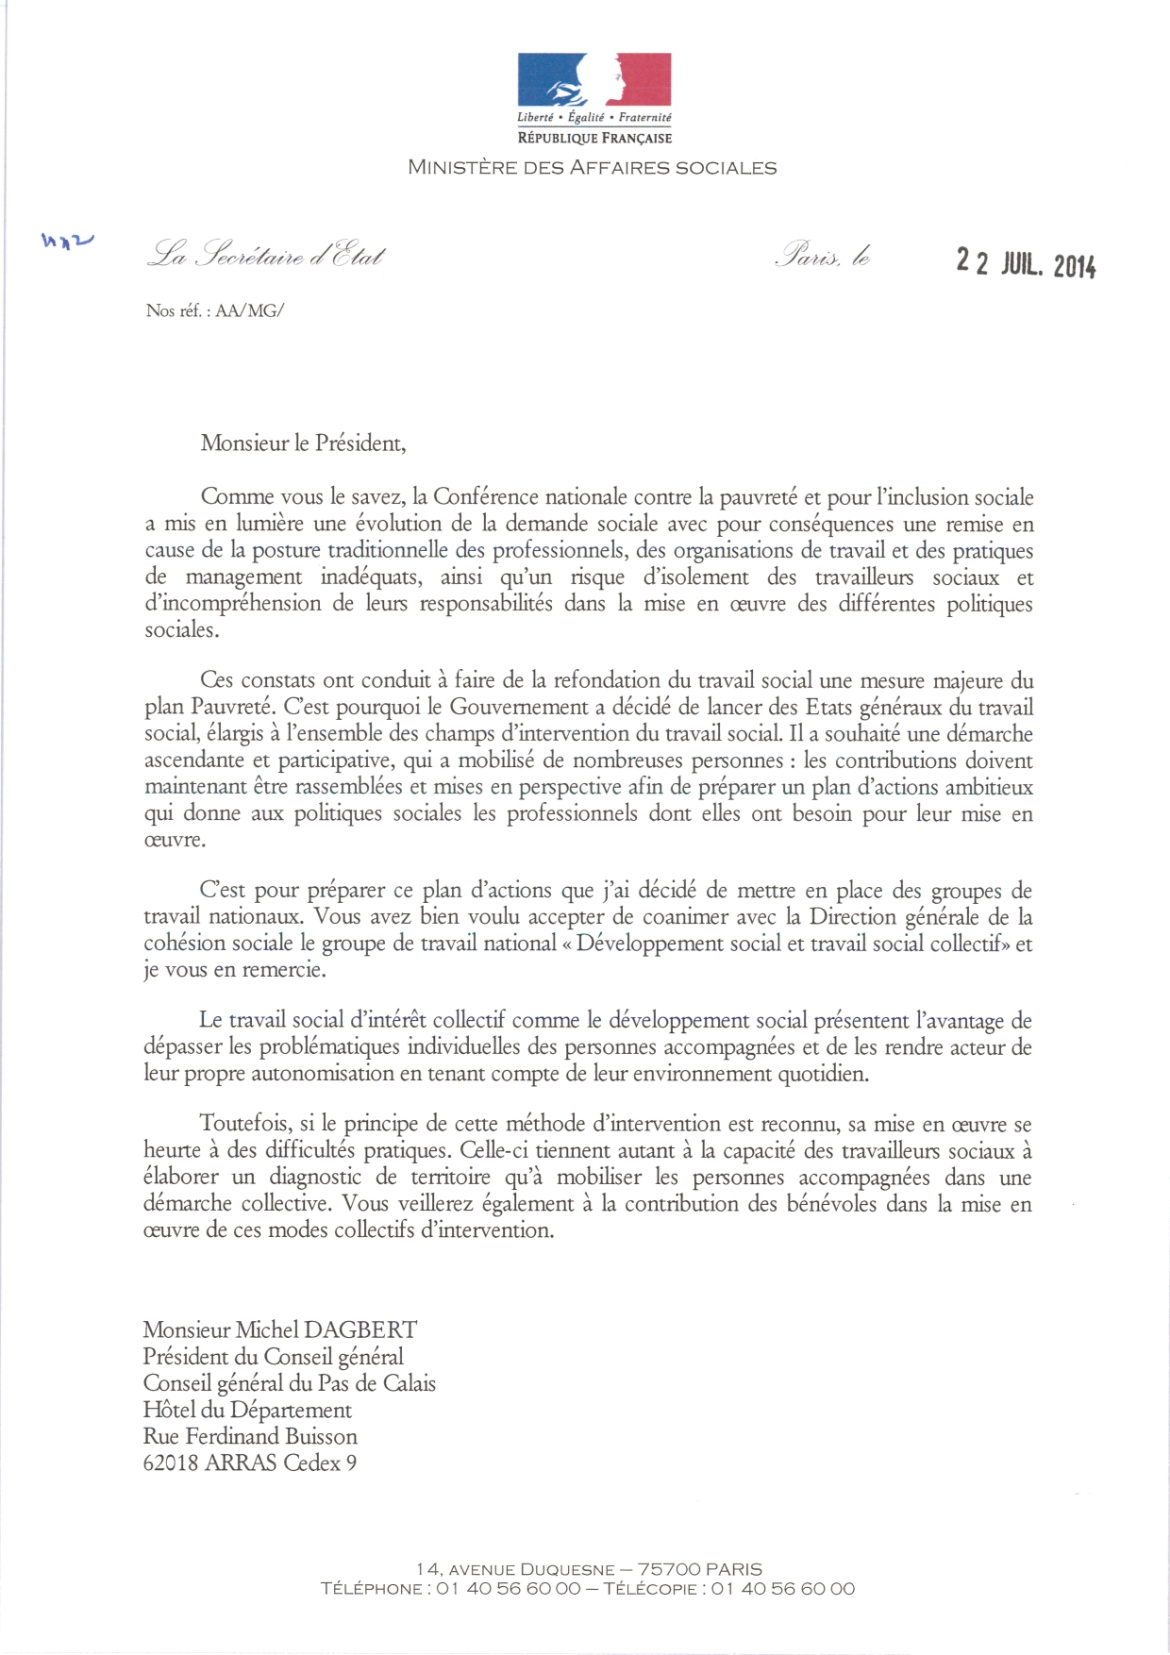 Liberté • Égalité • Fraternité
RÉPUBLIQUE FRANÇAISE
MINISTÈRE DES AFFAIRES SOCIALES
La Secrétaire d'Etat
Paris, le
22 JUIL. 2014
Nos réf. : AA/MG/
Monsieur le Président,
Comme vous le savez, la Conférence nationale contre la pauvreté et pour l'inclusion sociale
a mis en lumière une évolution de la demande sociale avec pour conséquences une remise en
cause de la posture traditionnelle des professionnels, des organisations de travail et des pratiques
de management inadéquats, ainsi qu'un risque d'isolement des travailleurs sociaux et
d'incompréhension de leurs responsabilités dans la mise en œuvre des différentes politiques
sociales.
Ces constats ont conduit à faire de la refondation du travail social une mesure majeure du
plan Pauvreté. C'est pourquoi le Gouvernement a décidé de lancer des Etats généraux du travail
social, élargis à l'ensemble des champs d'intervention du travail social. Il a souhaité une démarche
ascendante et participative, qui a mobilisé de nombreuses personnes : les contributions doivent
maintenant être rassemblées et mises en perspective afin de préparer un plan d'actions ambitieux
qui donne aux politiques sociales les professionnels dont elles ont besoin pour leur mise en
œuvre.
C'est pour préparer ce plan d'actions que j'ai décidé de mettre en place des groupes de
travail nationaux. Vous avez bien voulu accepter de coanimer avec la Direction générale de la
cohésion sociale le groupe de travail national « Développement social et travail social collectif» et
je vous en remercie.
Le travail social d'intérêt collectif comme le développement social présentent l'avantage de
dépasser les problématiques individuelles des personnes accompagnées et de les rendre acteur de
leur propre autonomisation en tenant compte de leur environnement quotidien.
Toutefois, si le principe de cette méthode d'intervention est reconnu, sa mise en œuvre se
heurte à des difficultés pratiques. Celle-ci tiennent autant à la capacité des travailleurs sociaux à
élaborer un diagnostic de territoire qu'à mobiliser les personnes accompagnées dans une
démarche collective. Vous veillerez également à la contribution des bénévoles dans la mise en
œuvre de ces modes collectifs d'intervention.
Monsieur Michel DAGBERT
Président du Conseil général
Conseil général du Pas de Calais
Hôtel du Département
Rue Ferdinand Buisson
62018 ARRAS Cedex 9
14, AVENUE DUQUESNE – 75700 PARIS
TÉLÉPHONE : 01 40 56 60 00 – TÉLÉCOPIE : 01 40 56 60 00